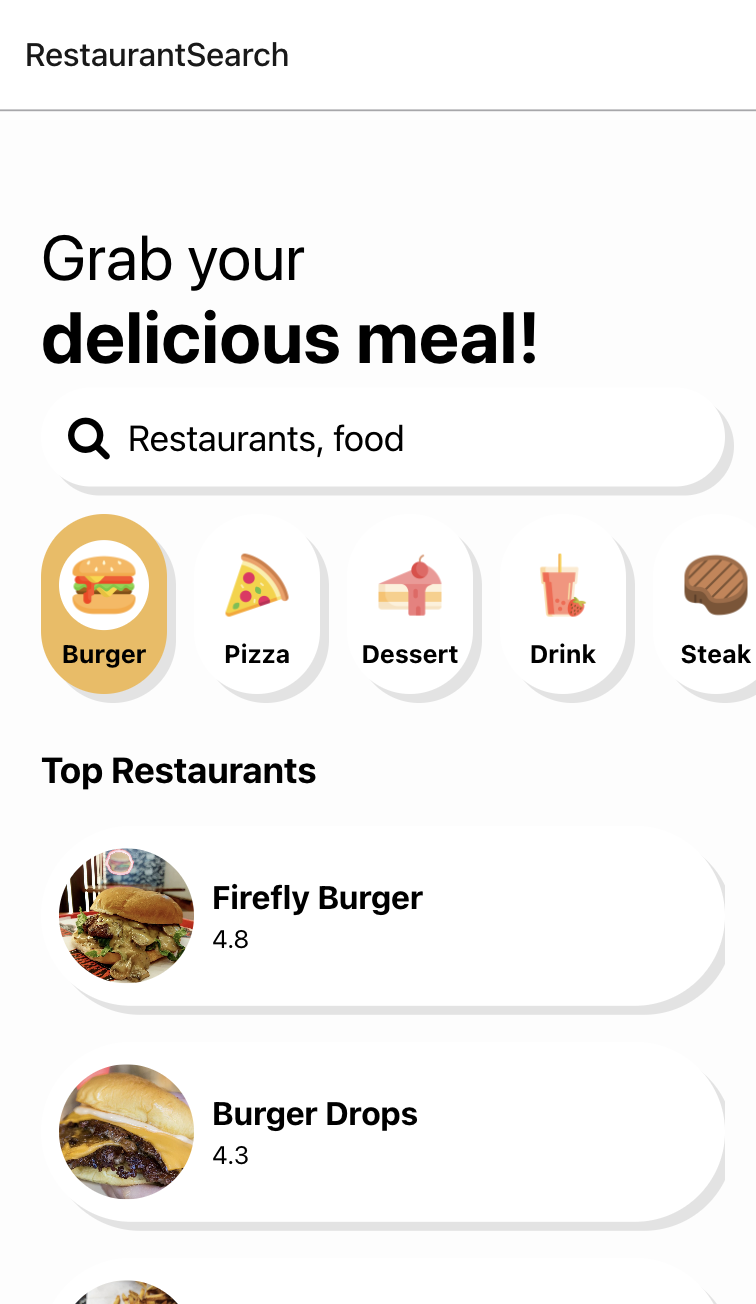 RestaurantSearch
Grab your
delicious meal!
Restaurants, food
Burger Pizza Dessert Drink Steak
Top Restaurants
Firefly Burger
4.8
Burger Drops
4.3